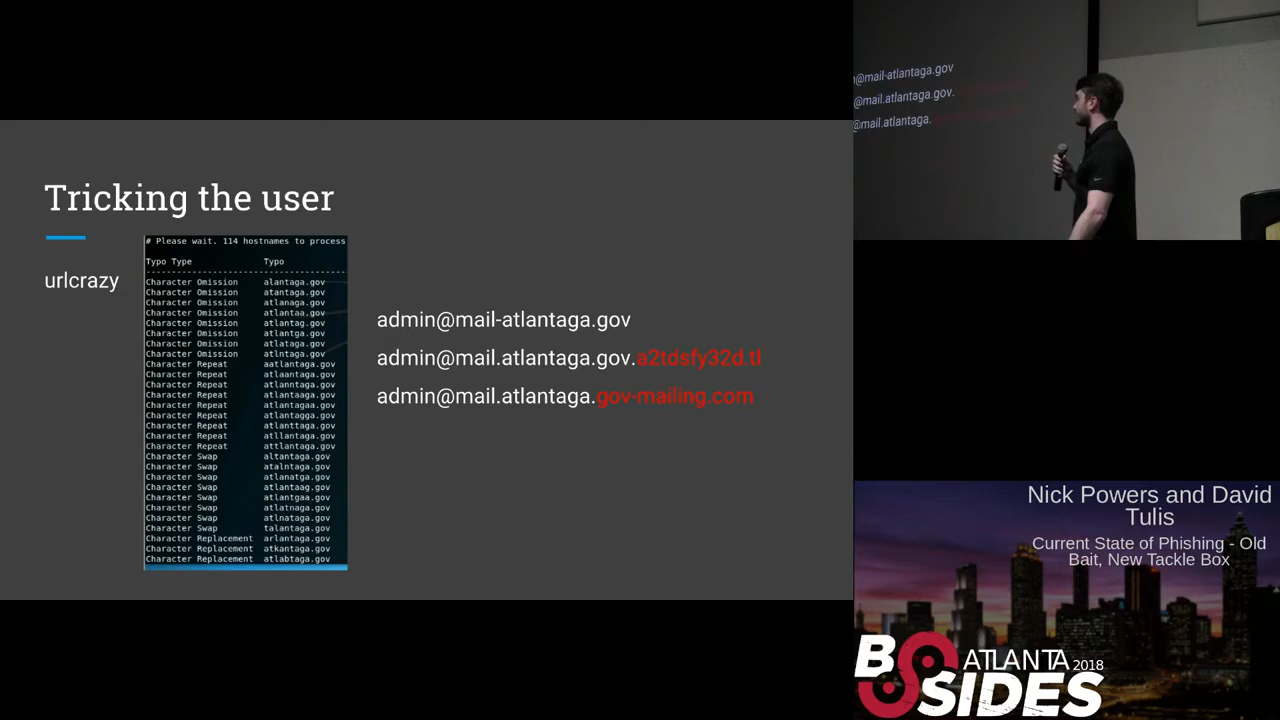 Tricking the user
urlcrazy
# Please wait. 114 hostnames to process
Typo Type Typo
Character Omission alantaga.gov
Character Omission atantaga.gov
Character Omission atlanaga.gov
Character Omission atlantaa.gov
Character Omission atlantag.gov
Character Omission atlantga.gov
Character Omission atlataga.gov
Character Omission atlntaga.gov
Character Repeat aatlantaga.gov
Character Repeat atlaantaga.gov
Character Repeat atlanntaga.gov
Character Repeat atlantaaga.gov
Character Repeat atlantagaa.gov
Character Repeat atlantagga.gov
Character Repeat atlanttaga.gov
Character Repeat atllantaga.gov
Character Repeat attlantaga.gov
Character Swap altantaga.gov
Character Swap atalntaga.gov
Character Swap atlanatga.gov
Character Swap atlantaag.gov
Character Swap atlantgaa.gov
Character Swap atlatnaga.gov
Character Swap atlnataga.gov
Character Swap talantaga.gov
Character Replacement arlantaga.gov
Character Replacement atkantaga.gov
Character Replacement atlabtaga.gov
admin@mail-atlantaga.gov
admin@mail.atlantaga.gov.a2tdsfy32d.tl
admin@mail.atlantaga.gov-mailing.com
@mail-atlantaga.gov
@mail.atlantaga.gov.
@mail.atlantaga.
Nick Powers and David
Tulis
Current State of Phishing - Old
Bait, New Tackle Box
BSIDES
ATLANTA 2018